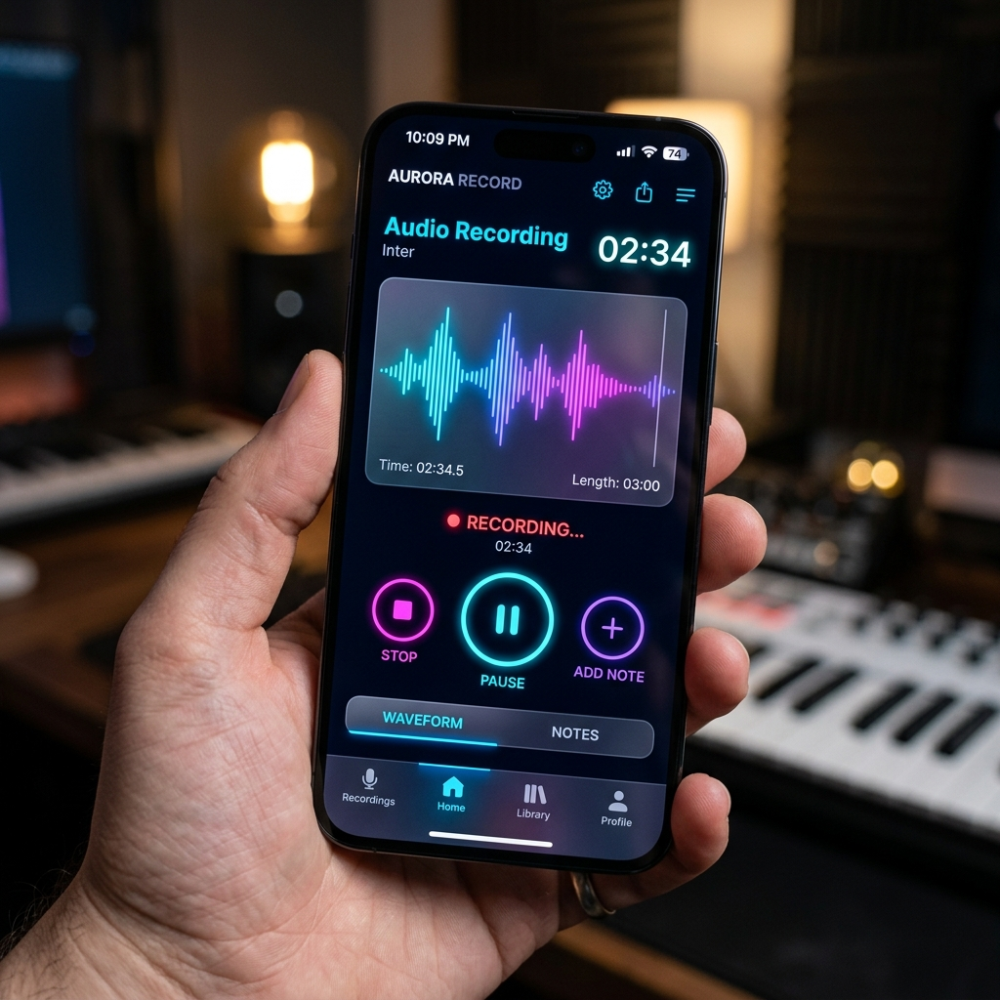 10:09 PM 74
AURORA RECORD
Audio Recording
02:34
Inter
Time: 02:34.5
Length: 03:00
RECORDING...
02:34
STOP
PAUSE
ADD NOTE
WAVEFORM
NOTES
Recordings
Home
Library
Profile